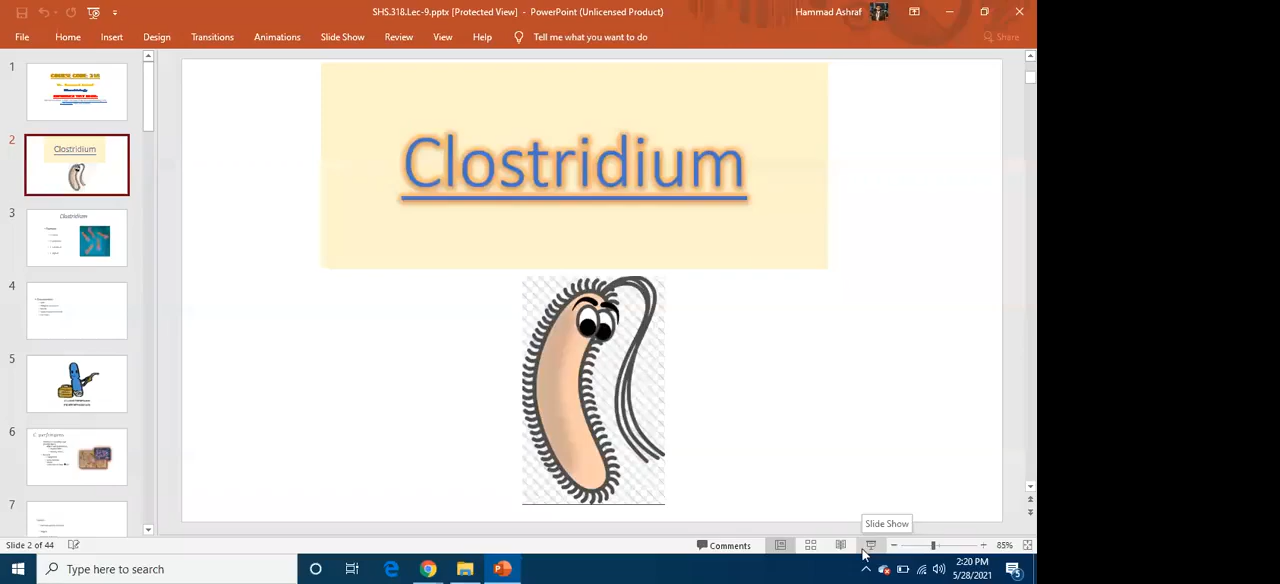 SHS.318.Lec-9.pptx [Protected View] - PowerPoint (Unlicensed Product)
Hammad Ashraf
File Home Insert Design Transitions Animations Slide Show Review View Help Tell me what you want to do
Share
1
2
Clostridium
3
Clostridium
4
5
6
C. perfringens
7
Clostridium
Slide Show
Slide 2 of 44
Comments
85%
Type here to search
2:20 PM
5/28/2021
5